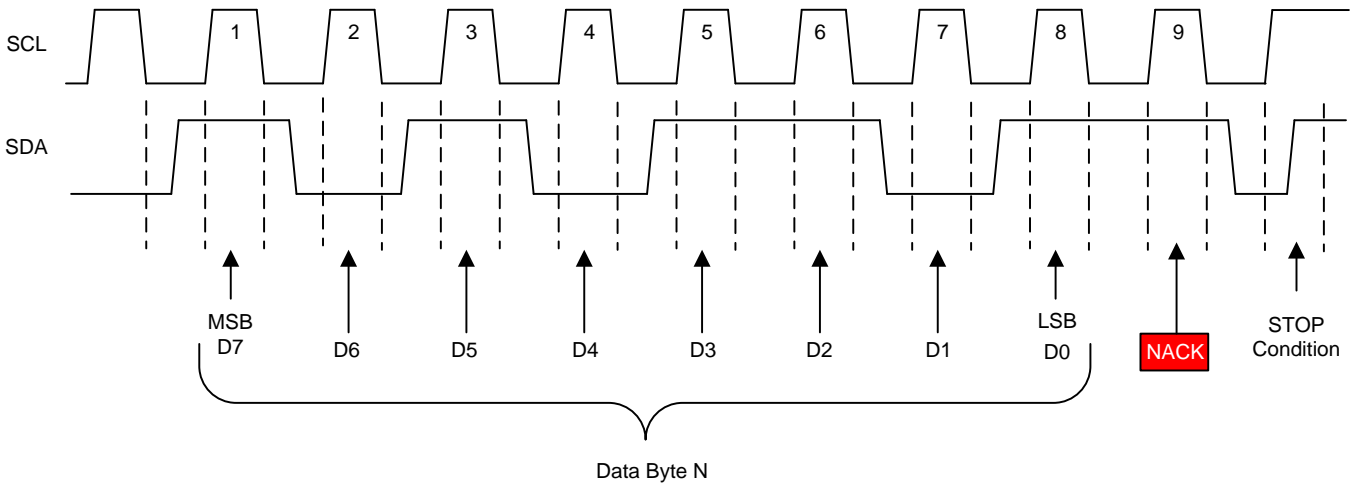 SCL
1 2 3 4 5 6 7 8 9
SDA
MSB
D7
D6
D5
D4
D3
D2
D1
LSB
D0
NACK
STOP
Condition
Data Byte N